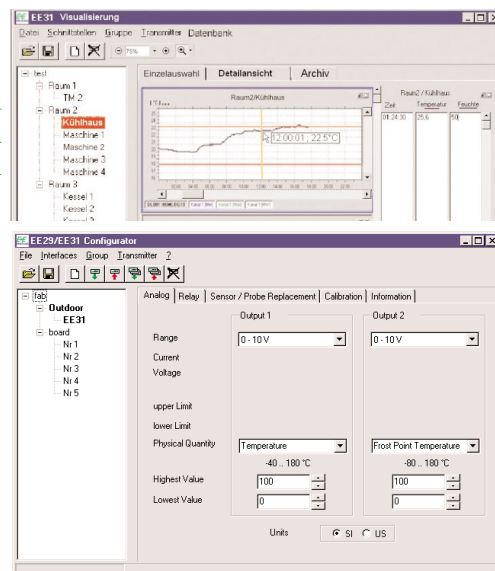 EE31 Visualisierung
Datei Schnittstellen Gruppe Transmitter Datenbank
75%
test
Raum 1
TM 2
Raum 2
Kühlhaus
Maschine 1
Maschine 2
Maschine 3
Maschine 4
Raum 3
Kessel 1
Kessel 2
Einzelauswahl Detailansicht Archiv
Raum2/Kühlhaus
12:00:01 ; 22.5°C
Raum2 / Kühlhaus
Zeit Temperatur Feuchte
01:24:30 25,6 50
EE29/EE31 Configurator
File Interfaces Group Transmitter ?
fab
Outdoor
EE31
board
Nr 1
Nr 2
Nr 3
Nr 4
Nr 5
Analog Relay Sensor / Probe Replacement Calibration Information
Output 1 Output 2
Range 0 - 10 V 0 - 10 V
Current
Voltage
upper Limit
lower Limit
Physical Quantity Temperature Frost Point Temperature
-40 .. 180 °C -80 .. 180 °C
Highest Value 100 100
Lowest Value 0 0
Units SI US